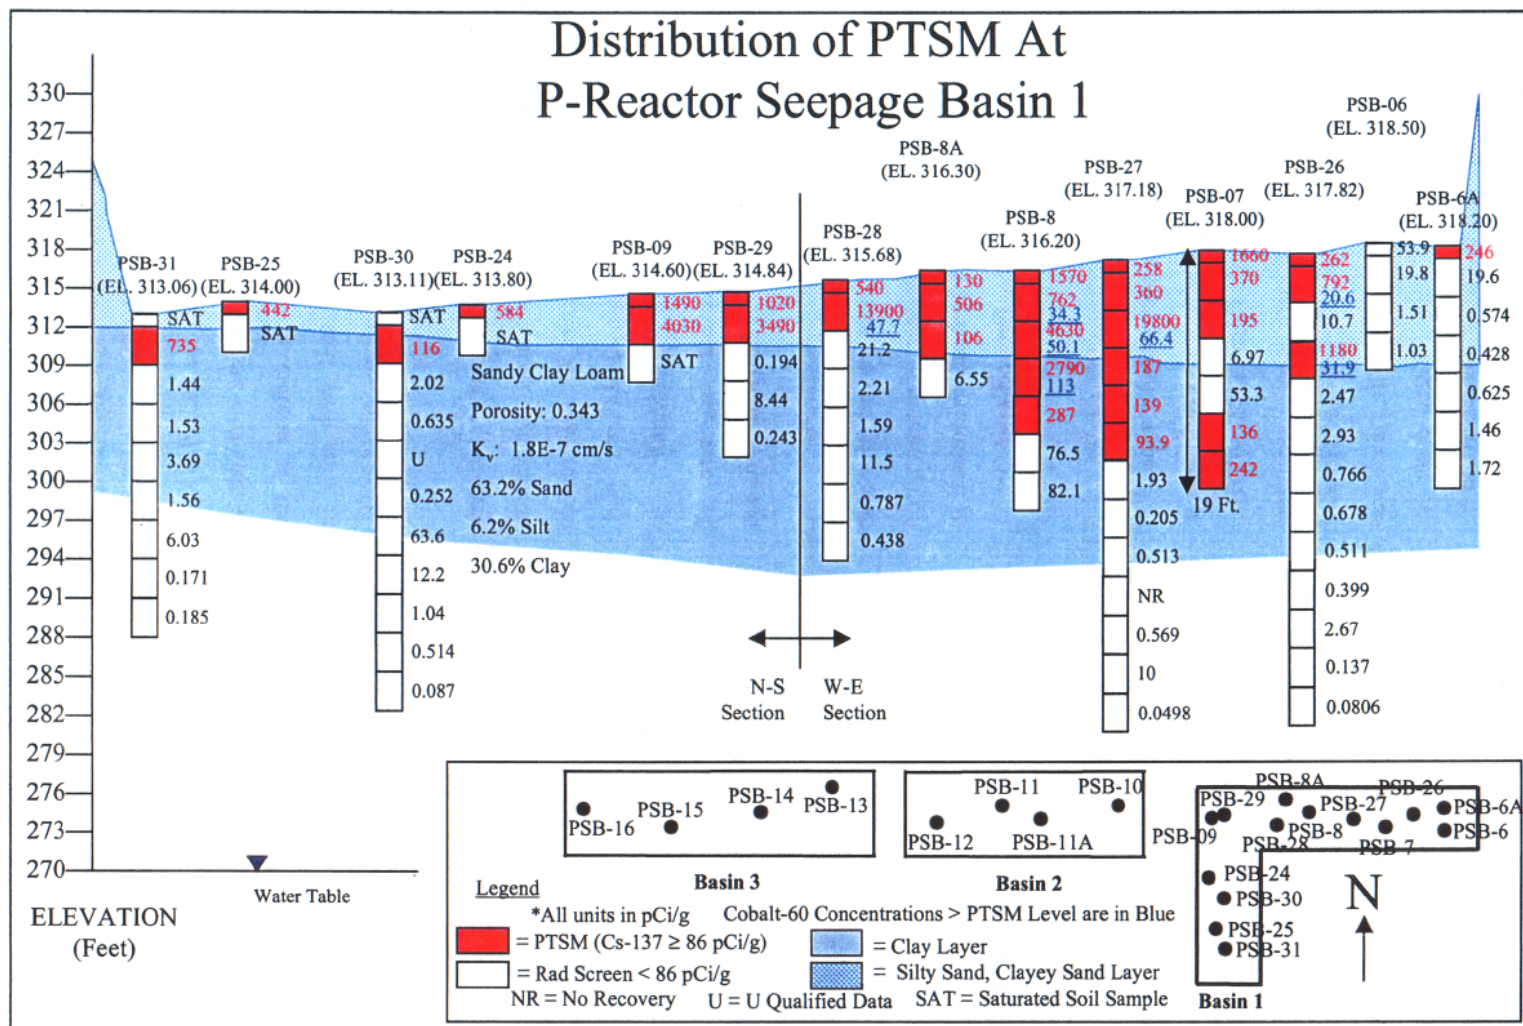 Distribution of PTSM At
P-Reactor Seepage Basin 1
330
327
324
321
318
315
312
309
306
303
300
297
294
291
288
285
282
279
276
273
270
ELEVATION
(Feet)
Water Table
PSB-31
(EL. 313.06)
SAT
735
1.44
1.53
3.69
1.56
6.03
0.171
0.185
PSB-25
(EL. 314.00)
442
SAT
PSB-30
(EL. 313.11)
SAT
116
2.02
0.635
U
0.252
63.6
12.2
1.04
0.514
0.087
PSB-24
(EL. 313.80)
584
SAT
Sandy Clay Loam
Porosity: 0.343
Kv: 1.8E-7 cm/s
63.2% Sand
6.2% Silt
30.6% Clay
PSB-09
(EL. 314.60)
1490
4030
SAT
PSB-29
(EL. 314.84)
1020
3490
0.194
8.44
0.243
N-S
Section
W-E
Section
PSB-28
(EL. 315.68)
540
13900
47.7
21.2
2.21
1.59
11.5
0.787
0.438
PSB-8A
(EL. 316.30)
130
506
106
6.55
PSB-8
(EL. 316.20)
1570
762
34.3
4630
50.1
2790
113
287
76.5
82.1
PSB-27
(EL. 317.18)
258
360
19800
66.4
187
139
93.9
1.93
0.205
0.513
NR
0.569
10
0.0498
PSB-07
(EL. 318.00)
1660
370
195
6.97
53.3
136
242
19 Ft.
PSB-26
(EL. 317.82)
262
792
20.6
10.7
1180
31.9
2.47
2.93
0.766
0.678
0.511
0.399
2.67
0.137
0.0806
PSB-06
(EL. 318.50)
53.9
19.8
1.51
1.03
PSB-6A
(EL. 318.20)
246
19.6
0.574
0.428
0.625
1.46
1.72
PSB-16
PSB-15
PSB-14
PSB-13
Basin 3
PSB-12
PSB-11
PSB-11A
PSB-10
Basin 2
PSB-8A
PSB-26
PSB-29
PSB-27
PSB-6A
PSB-09
PSB-8
PSB-6
PSB-28
PSB-7
PSB-24
PSB-30
PSB-25
PSB-31
Basin 1
N
Legend
*All units in pCi/g
Cobalt-60 Concentrations > PTSM Level are in Blue
= PTSM (Cs-137 ≥ 86 pCi/g)
= Clay Layer
= Rad Screen < 86 pCi/g
= Silty Sand, Clayey Sand Layer
NR = No Recovery
U = U Qualified Data
SAT = Saturated Soil Sample